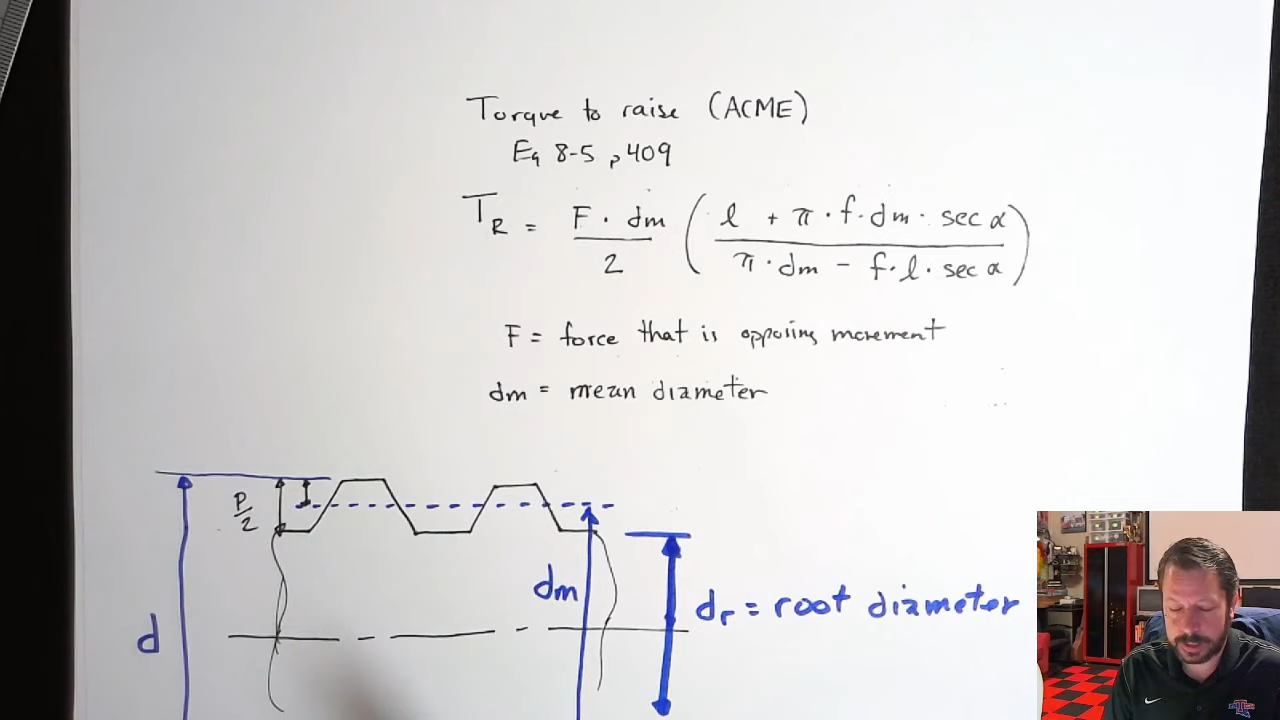 Torque to raise (ACME)
Eq 8-5, p409
T_R = F · dm / 2 ( l + π · f · dm · sec α / π · dm - f · l · sec α )
F = force that is opposing movement
dm = mean diameter
P/2
dm
dr = root diameter
d